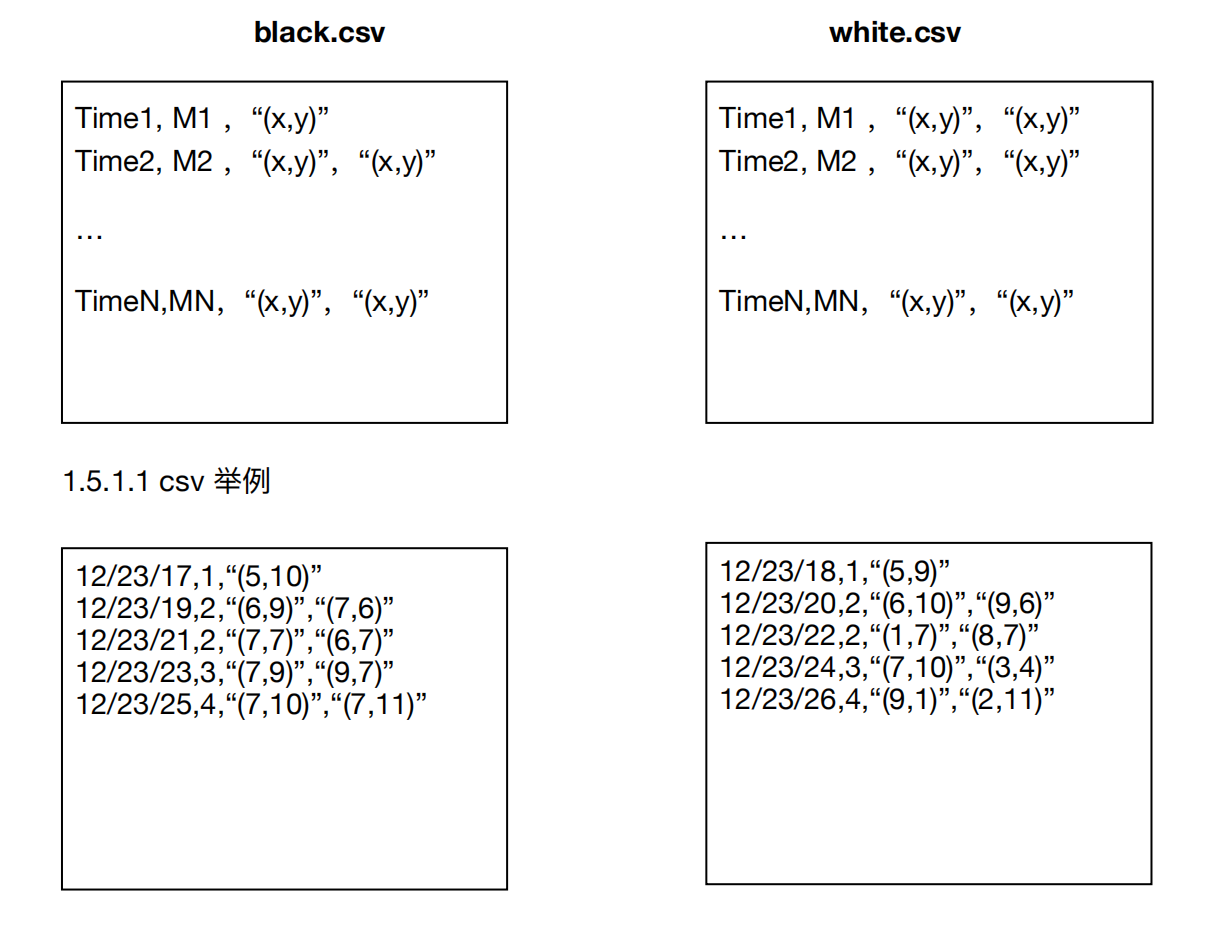 black.csv
Time1, M1 ，“(x,y)”
Time2, M2 ，“(x,y)”，“(x,y)”
…
TimeN,MN，“(x,y)”，“(x,y)”
white.csv
Time1, M1 ，“(x,y)”，“(x,y)”
Time2, M2 ，“(x,y)”，“(x,y)”
…
TimeN,MN，“(x,y)”，“(x,y)”
1.5.1.1 csv 举例
12/23/17,1,“(5,10)”
12/23/19,2,“(6,9)”,“(7,6)”
12/23/21,2,“(7,7)”,“(6,7)”
12/23/23,3,“(7,9)”,“(9,7)”
12/23/25,4,“(7,10)”,“(7,11)”
12/23/18,1,“(5,9)”
12/23/20,2,“(6,10)”,“(9,6)”
12/23/22,2,“(1,7)”,“(8,7)”
12/23/24,3,“(7,10)”,“(3,4)”
12/23/26,4,“(9,1)”,“(2,11)”